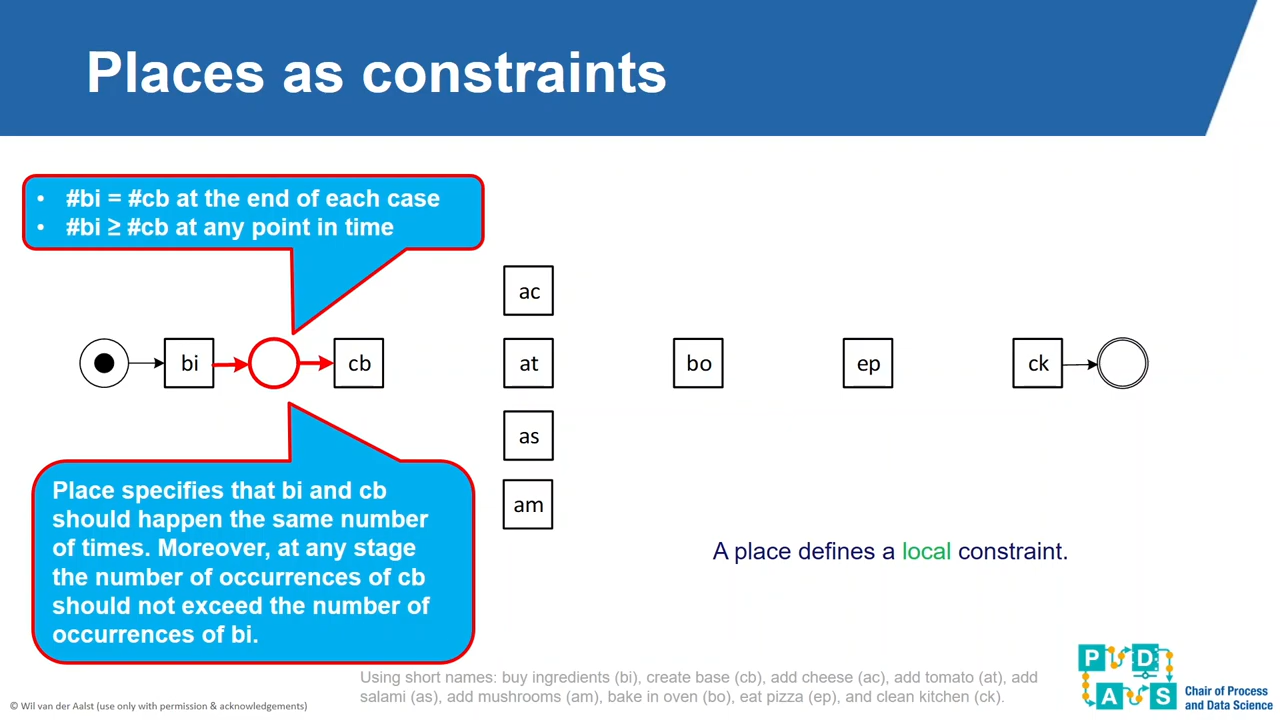 Places as constraints
• #bi = #cb at the end of each case
• #bi ≥ #cb at any point in time
ac
bi
cb
at
bo
ep
ck
as
am
Place specifies that bi and cb
should happen the same number
of times. Moreover, at any stage
the number of occurrences of cb
should not exceed the number of
occurrences of bi.
A place defines a local constraint.
Using short names: buy ingredients (bi), create base (cb), add cheese (ac), add tomato (at), add
salami (as), add mushrooms (am), bake in oven (bo), eat pizza (ep), and clean kitchen (ck).
© Wil van der Aalst (use only with permission & acknowledgements)
P D
A S
Chair of Process
and Data Science